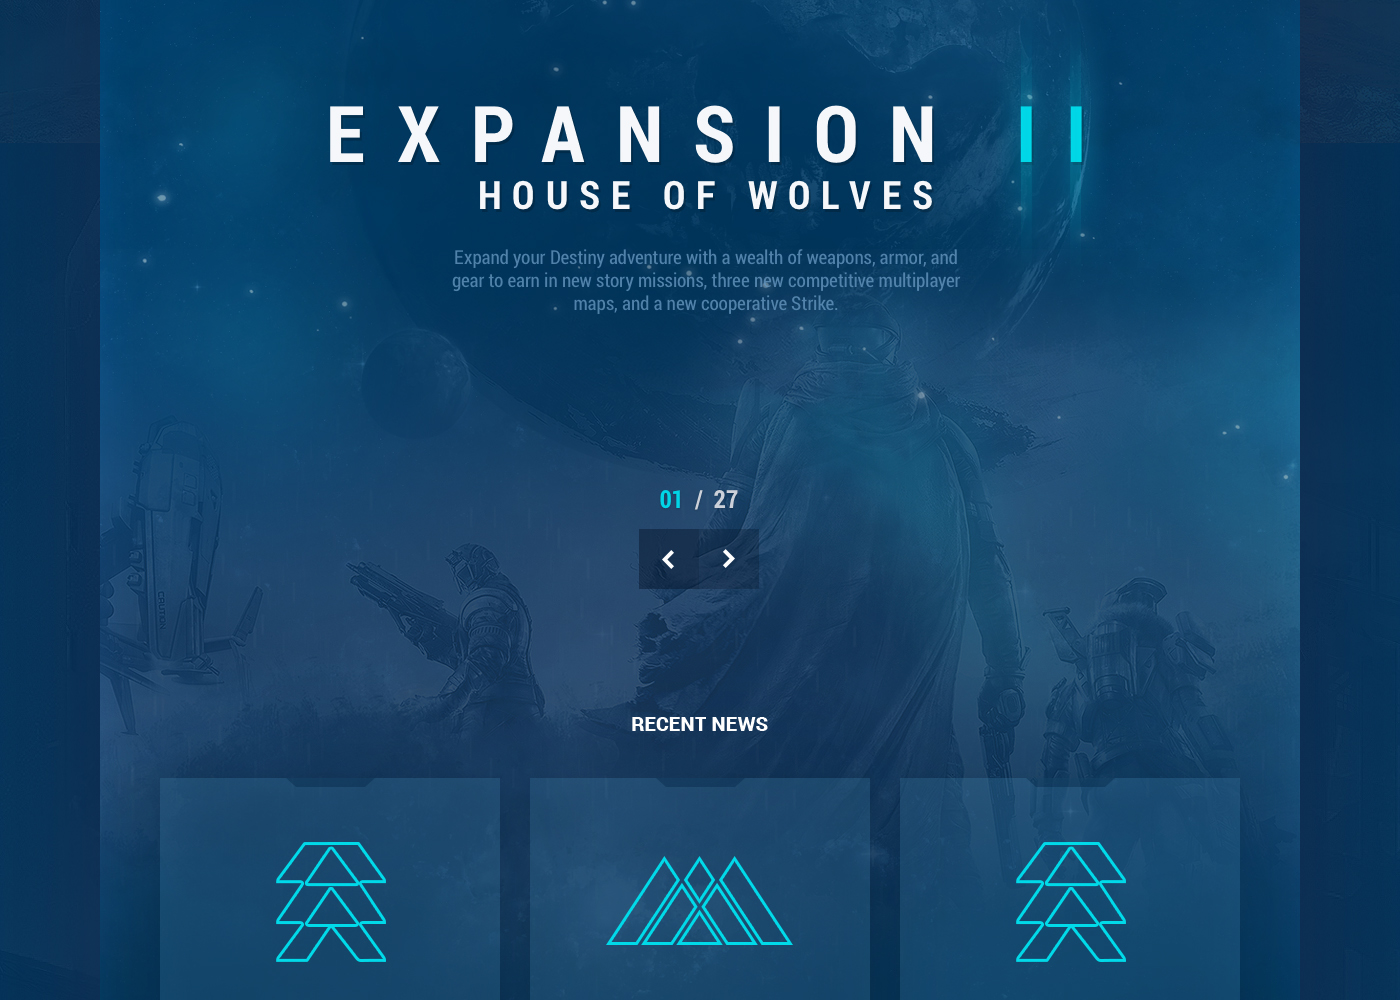 EXPANSION II
HOUSE OF WOLVES
Expand your Destiny adventure with a wealth of weapons, armor, and
gear to earn in new story missions, three new competitive multiplayer
maps, and a new cooperative Strike.
01 / 27
RECENT NEWS